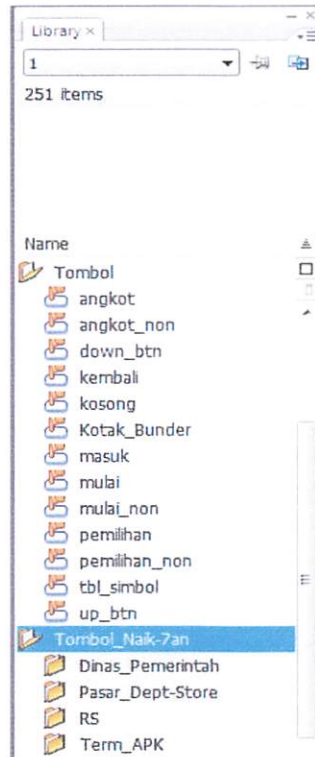 Library ×
1
251 items
Name
Tombol
angkot
angkot_non
down_btn
kembali
kosong
Kotak_Bunder
masuk
mulai
mulai_non
pemilihan
pemilihan_non
tbl_simbol
up_btn
Tombol_Naik-7an
Dinas_Pemerintah
Pasar_Dept-Store
RS
Term_APK